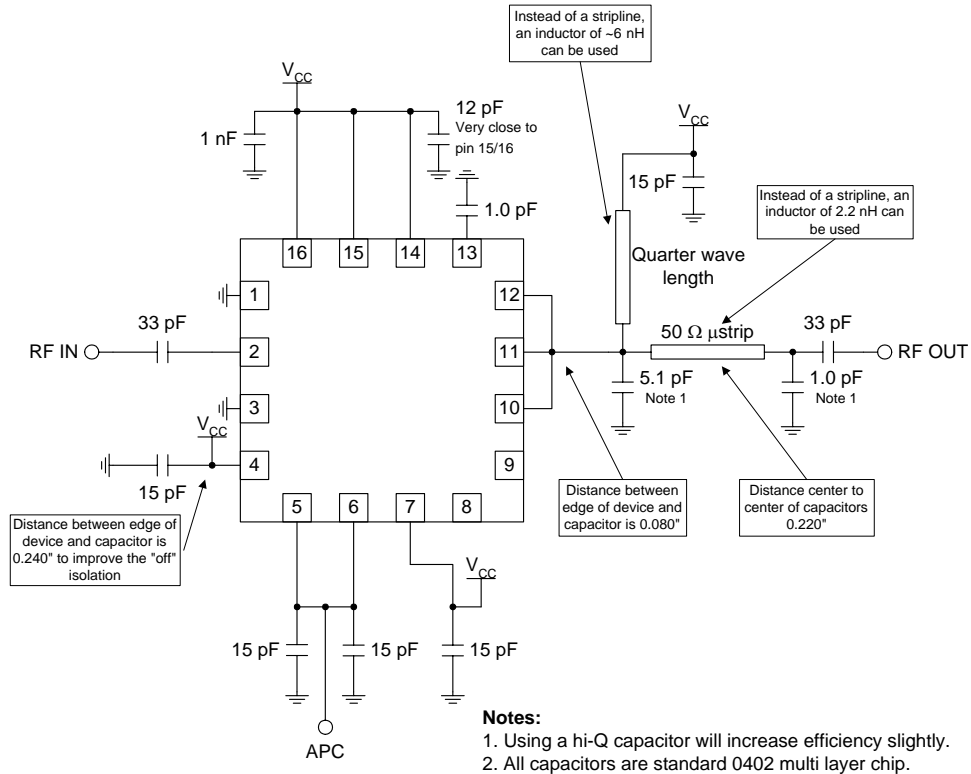 Instead of a stripline,
an inductor of ~6 nH
can be used
VCC
12 pF
Very close to
pin 15/16
1 nF
VCC
15 pF
Instead of a stripline, an
inductor of 2.2 nH can
be used
1.0 pF
16
15
14
13
Quarter wave
length
1
12
33 pF
50 Ω μstrip
33 pF
RF IN
2
11
RF OUT
5.1 pF
Note 1
1.0 pF
Note 1
3
10
VCC
4
9
15 pF
5
6
7
8
Distance between edge of
device and capacitor is
0.240" to improve the "off"
isolation
Distance between
edge of device and
capacitor is 0.080"
Distance center to
center of capacitors
0.220"
VCC
15 pF
15 pF
15 pF
APC
Notes:
1. Using a hi-Q capacitor will increase efficiency slightly.
2. All capacitors are standard 0402 multi layer chip.